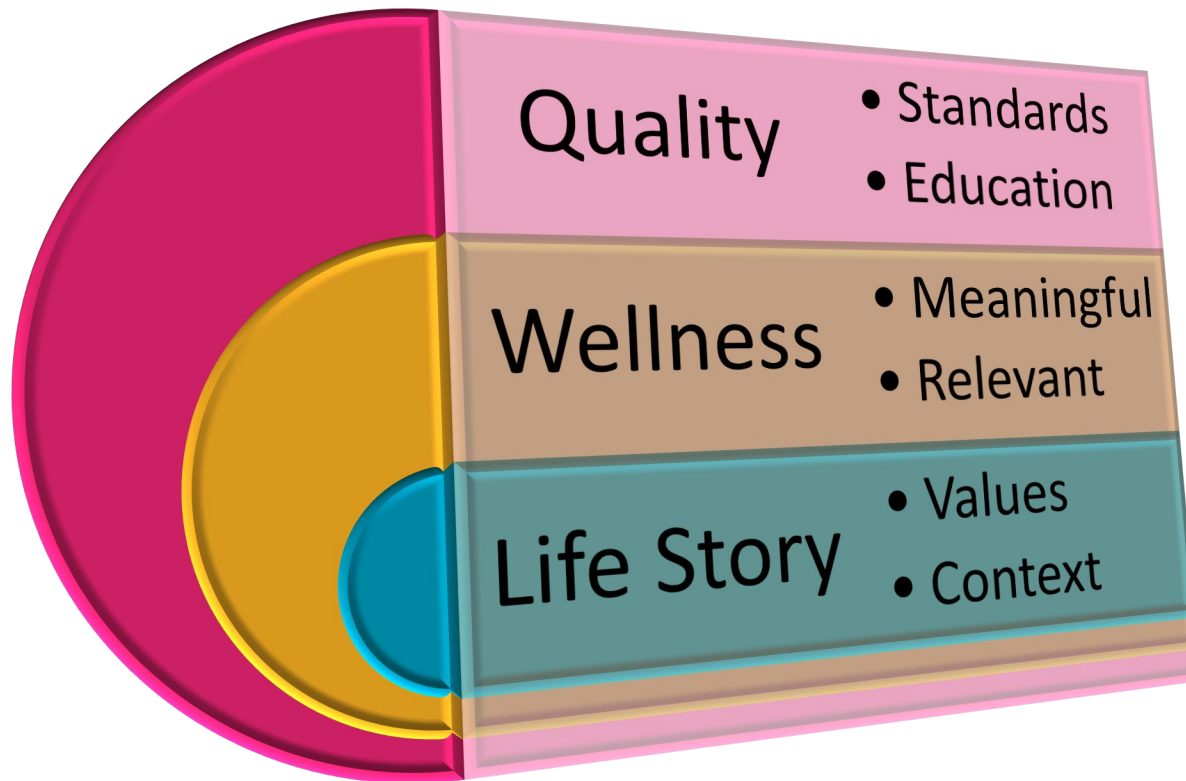 Quality
• Standards
• Education
Wellness
• Meaningful
• Relevant
Life Story
• Values
• Context